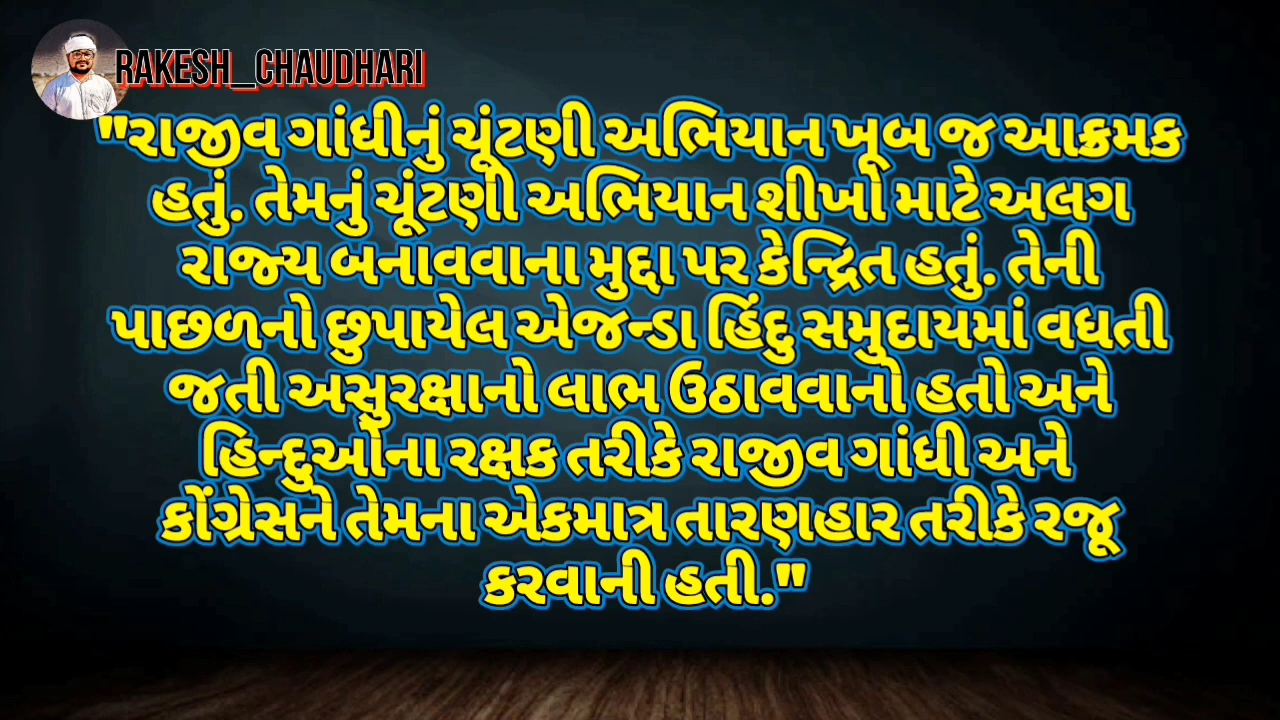 RAKESH_CHAUDHARI
"રાજીવ ગાંધીનું ચૂંટણી અભિયાન ખૂબ જ આક્રમક
હતું. તેમનું ચૂંટણી અભિયાન શીખો માટે અલગ
રાજ્ય બનાવવાના મુદ્દા પર કેન્દ્રિત હતું. તેની
પાછળનો છુપાયેલ એજન્ડા હિંદુ સમુદાયમાં વધતી
જતી અસુરક્ષાનો લાભ ઉઠાવવાનો હતો અને
હિન્દુઓના રક્ષક તરીકે રાજીવ ગાંધી અને
કોંગ્રેસને તેમના એકમાત્ર તારણહાર તરીકે રજૂ
કરવાની હતી."